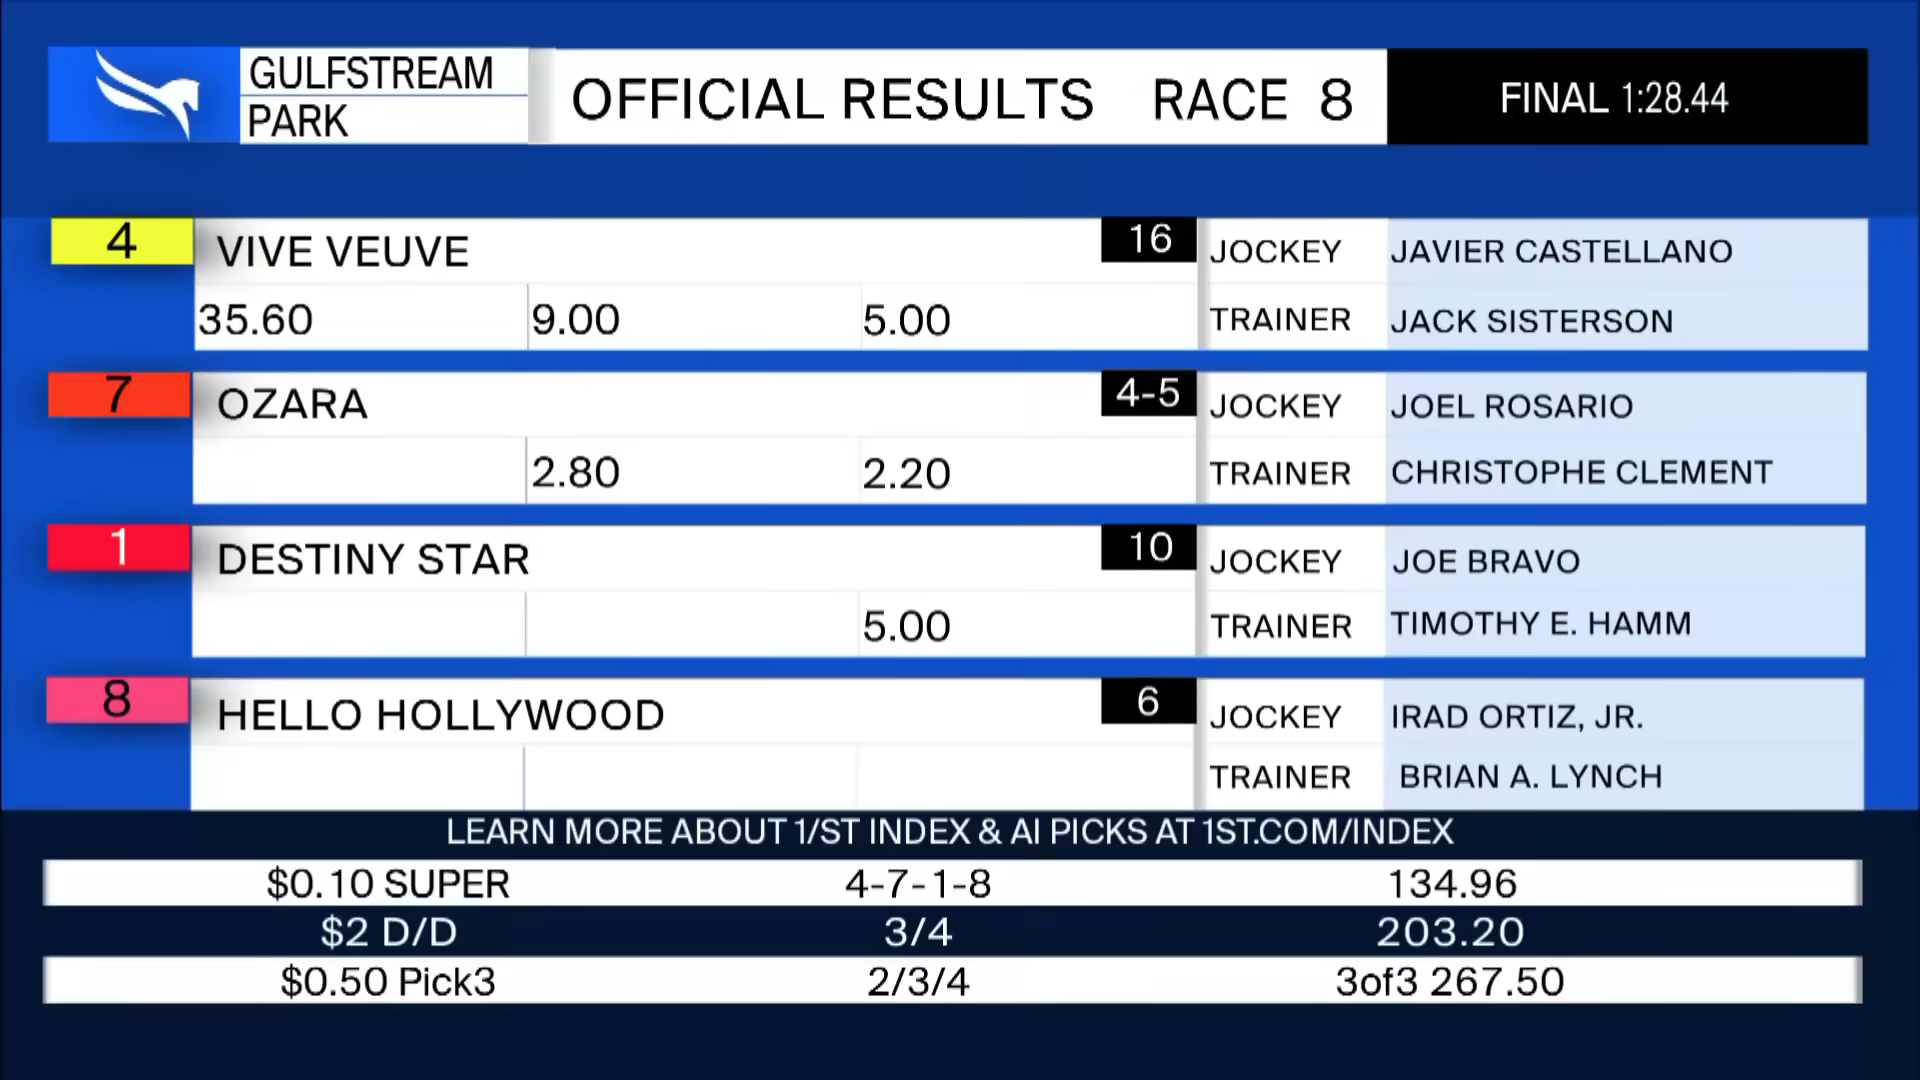 GULFSTREAM
PARK
OFFICIAL RESULTS RACE 8
FINAL 1:28.44
4 VIVE VEUVE 16 JOCKEY JAVIER CASTELLANO
35.60 9.00 5.00 TRAINER JACK SISTERSON
7 OZARA 4-5 JOCKEY JOEL ROSARIO
2.80 2.20 TRAINER CHRISTOPHE CLEMENT
1 DESTINY STAR 10 JOCKEY JOE BRAVO
5.00 TRAINER TIMOTHY E. HAMM
8 HELLO HOLLYWOOD 6 JOCKEY IRAD ORTIZ, JR.
TRAINER BRIAN A. LYNCH
LEARN MORE ABOUT 1/ST INDEX & AI PICKS AT 1ST.COM/INDEX
$0.10 SUPER 4-7-1-8 134.96
$2 D/D 3/4 203.20
$0.50 Pick3 2/3/4 3of3 267.50